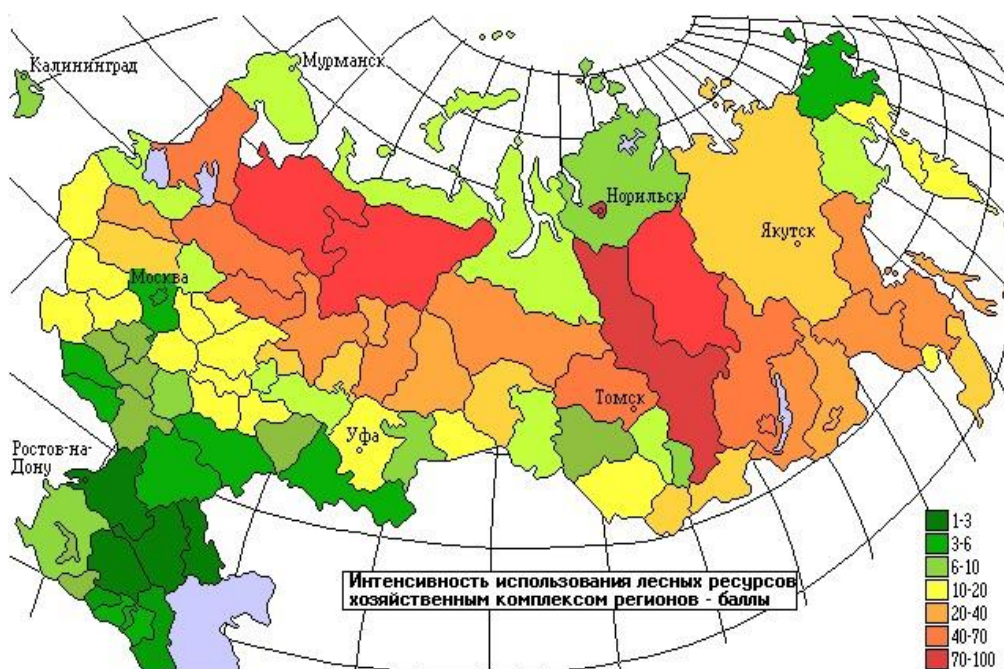 Калининград
Мурманск
Норильск
Якутск
Москва
Томск
Уфа
Ростов-на-
Дону
1-3
3-6
6-10
10-20
20-40
40-70
70-100
Интенсивность использования лесных ресурсов
хозяйственным комплексом регионов - баллы